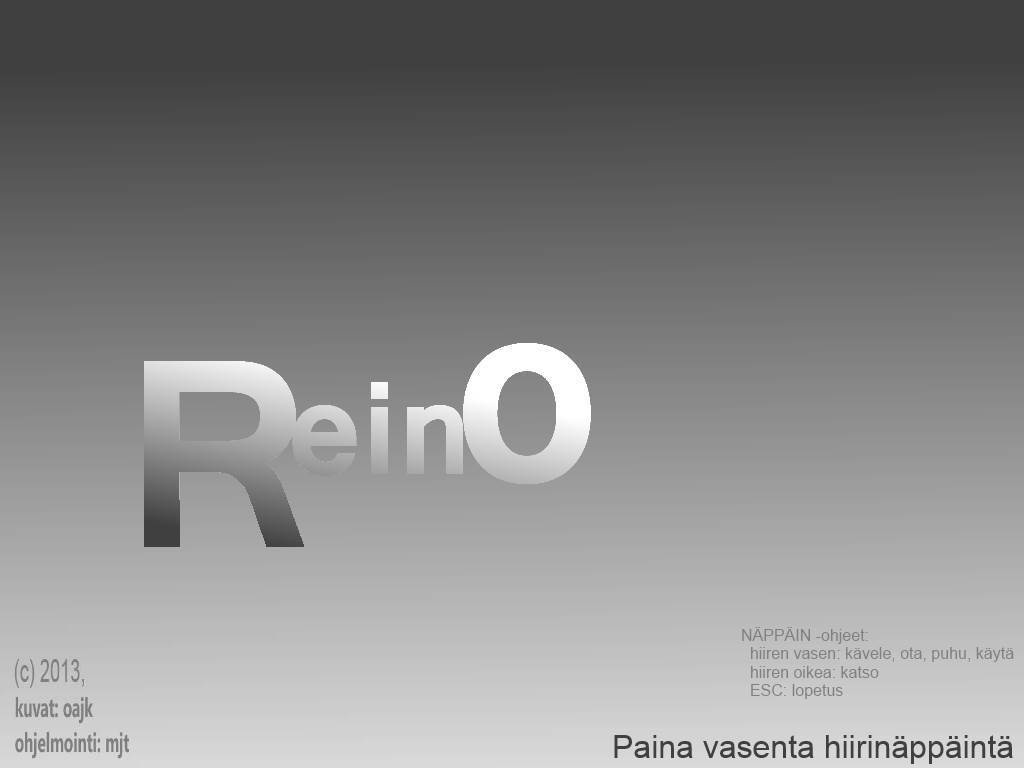 ReinO
NÄPPÄIN -ohjeet:
hiiren vasen: kävele, ota, puhu, käytä
hiiren oikea: katso
ESC: lopetus
(c) 2013,
kuvat: oajk
ohjelmointi: mjt
Paina vasenta hiirinäppäintä